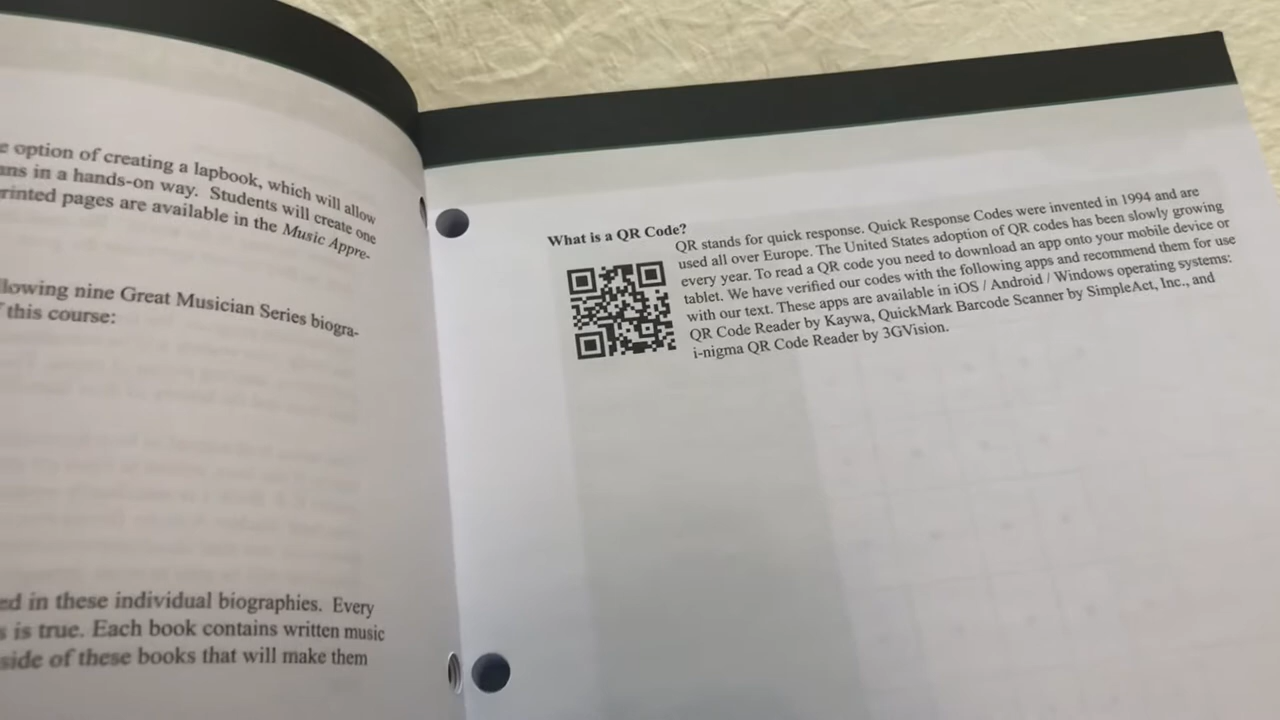 option of creating a lapbook, which will allow
in a hands-on way. Students will create one
printed pages are available in the Music Appre-
nine Great Musician Series biogra-
this course:
in these individual biographies. Every
is true. Each book contains written music
side of these books that will make them
What is a QR Code?
QR stands for quick response. Quick Response Codes were invented in 1994 and are
used all over Europe. The United States adoption of QR codes has been slowly growing
every year. To read a QR code you need to download an app onto your mobile device or
tablet. We have verified our codes with the following apps and recommend them for use
with our text. These apps are available in iOS / Android / Windows operating systems:
QR Code Reader by Kaywa, QuickMark Barcode Scanner by SimpleAct, Inc., and
i-nigma QR Code Reader by 3GVision.